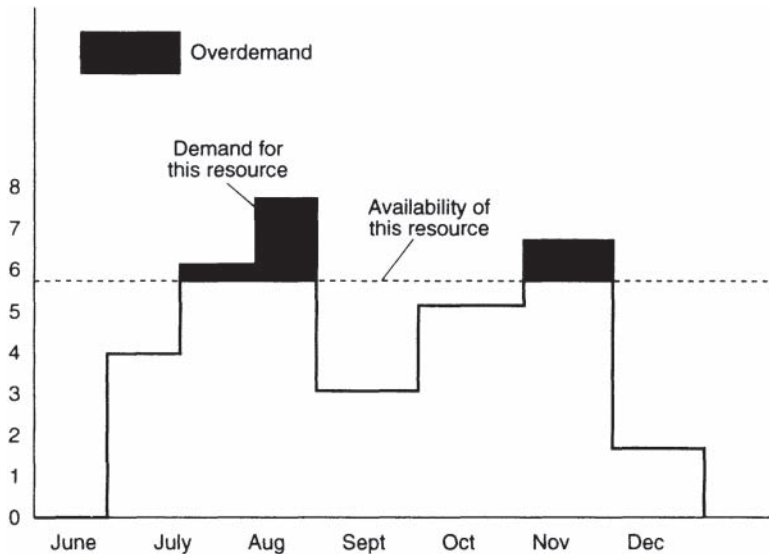 Overdemand
Demand for
this resource
Availability of
this resource
8
7
6
5
4
3
2
1
0
June July Aug Sept Oct Nov Dec